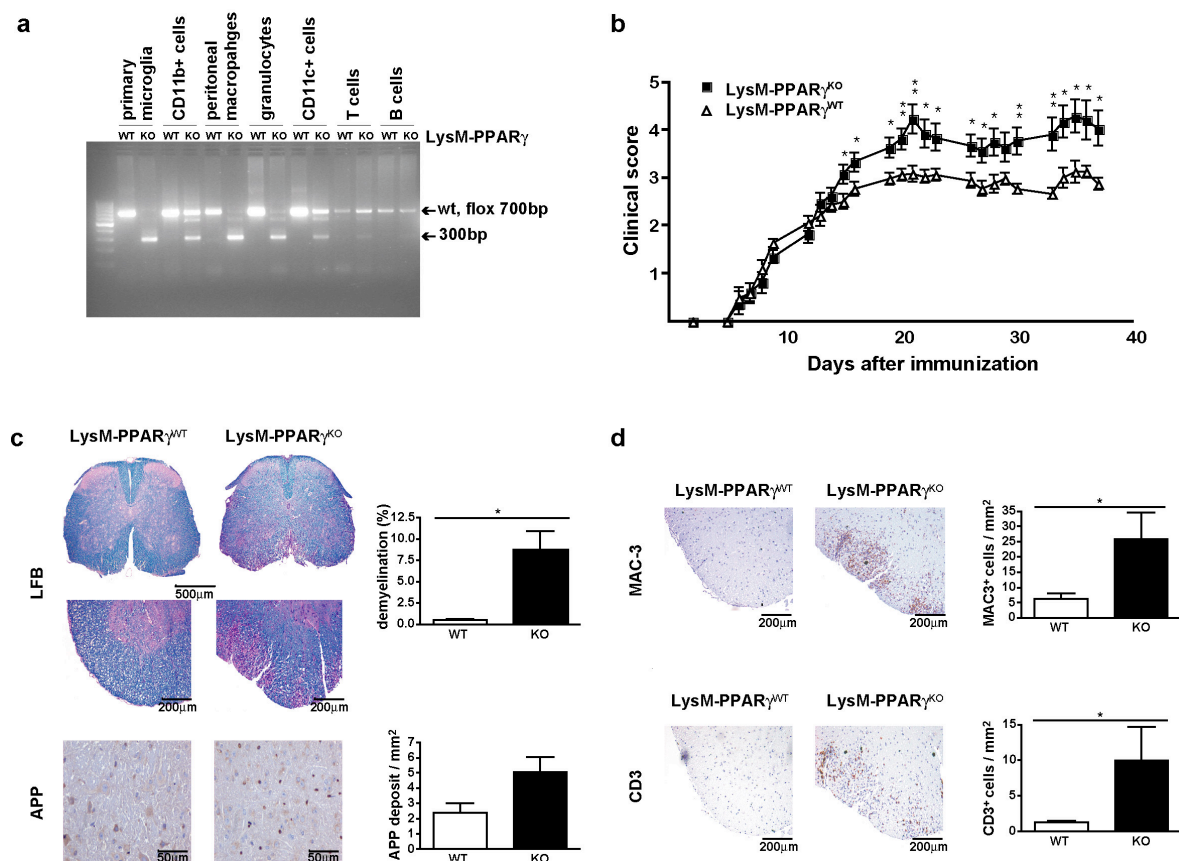 a
primary microglia
CD11b+ cells
peritoneal macropahges
granulocytes
CD11c+ cells
T cells
B cells
WT KO WT KO WT KO WT KO WT KO WT KO WT KO
LysM-PPARγ
←wt, flox 700bp
←300bp
b
LysM-PPARγKO
LysM-PPARγWT
Clinical score
5
4
3
2
1
* * * * * * * * * * * * * * * * * * * * * * * *
10 20 30 40
Days after immunization
c
LysM-PPARγWT LysM-PPARγKO
LFB
500μm
200μm 200μm
demyelination (%)
12.5
10.0
7.5
5.0
2.5
0.0
*
WT KO
APP
50μm 50μm
APP deposit / mm2
7
6
5
4
3
2
1
0
WT KO
d
LysM-PPARγWT LysM-PPARγKO
MAC-3
200μm 200μm
MAC3+ cells / mm2
35
30
25
20
15
10
5
0
*
WT KO
LysM-PPARγWT LysM-PPARγKO
CD3
200μm 200μm
CD3+ cells / mm2
15
10
5
0
*
WT KO